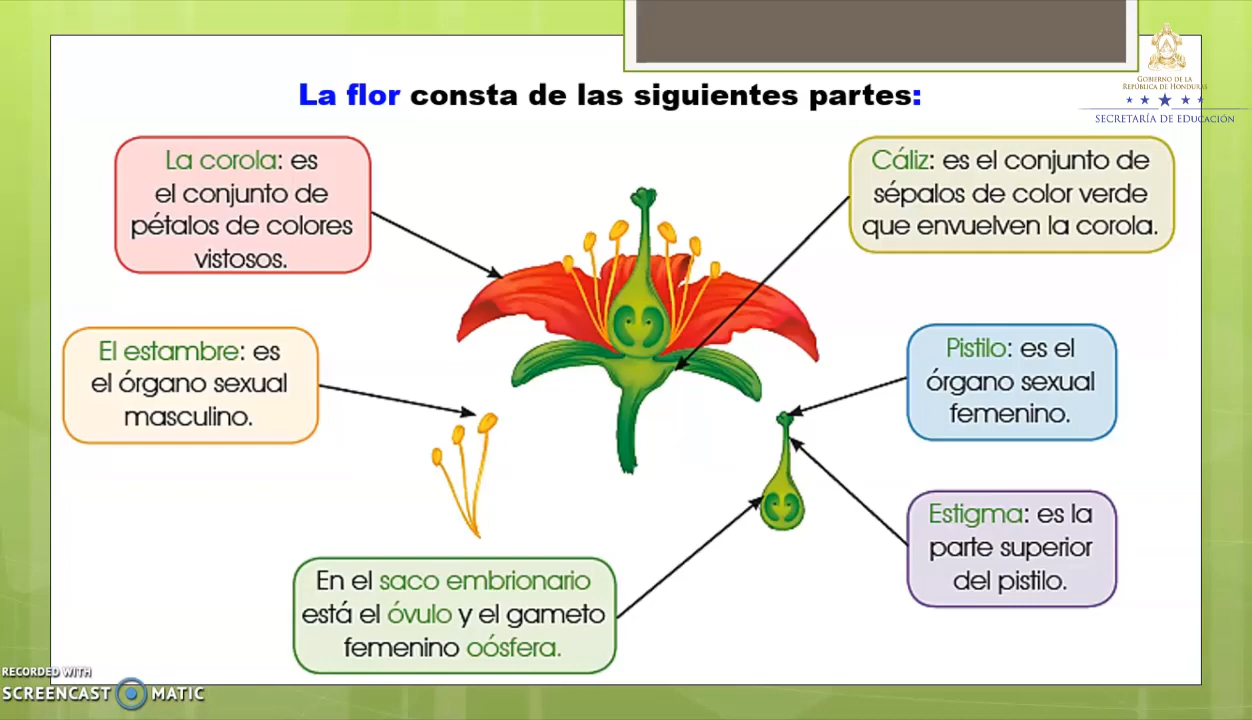 GOBIERNO DE LA
REPÚBLICA DE HONDURAS
SECRETARÍA DE EDUCACIÓN
La flor consta de las siguientes partes:
La corola: es
el conjunto de
pétalos de colores
vistosos.
Cáliz: es el conjunto de
sépalos de color verde
que envuelven la corola.
El estambre: es
el órgano sexual
masculino.
Pistilo: es el
órgano sexual
femenino.
Estigma: es la
parte superior
del pistilo.
En el saco embrionario
está el óvulo y el gameto
femenino oósfera.
RECORDED WITH
SCREENCAST MATIC